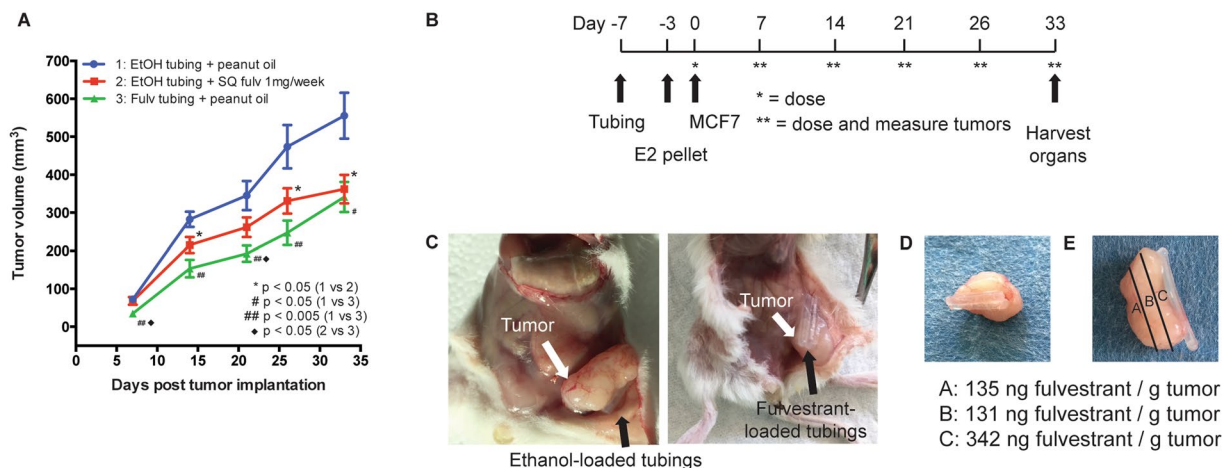 A
Tumor volume (mm³)
700
600
500
400
300
200
100
0
1: EtOH tubing + peanut oil
2: EtOH tubing + SQ fulv 1mg/week
3: Fulv tubing + peanut oil
*
*
*
#
##
##
##◆
##◆
* p < 0.05 (1 vs 2)
# p < 0.05 (1 vs 3)
## p < 0.005 (1 vs 3)
◆ p < 0.05 (2 vs 3)
0 5 10 15 20 25 30 35
Days post tumor implantation
B
Day -7 -3 0 7 14 21 26 33
* ** ** ** ** **
Tubing
E2 pellet
MCF7
* = dose
** = dose and measure tumors
Harvest
organs
C
Tumor
Ethanol-loaded tubings
Tumor
Fulvestrant-
loaded tubings
D
E
A B C
A: 135 ng fulvestrant / g tumor
B: 131 ng fulvestrant / g tumor
C: 342 ng fulvestrant / g tumor